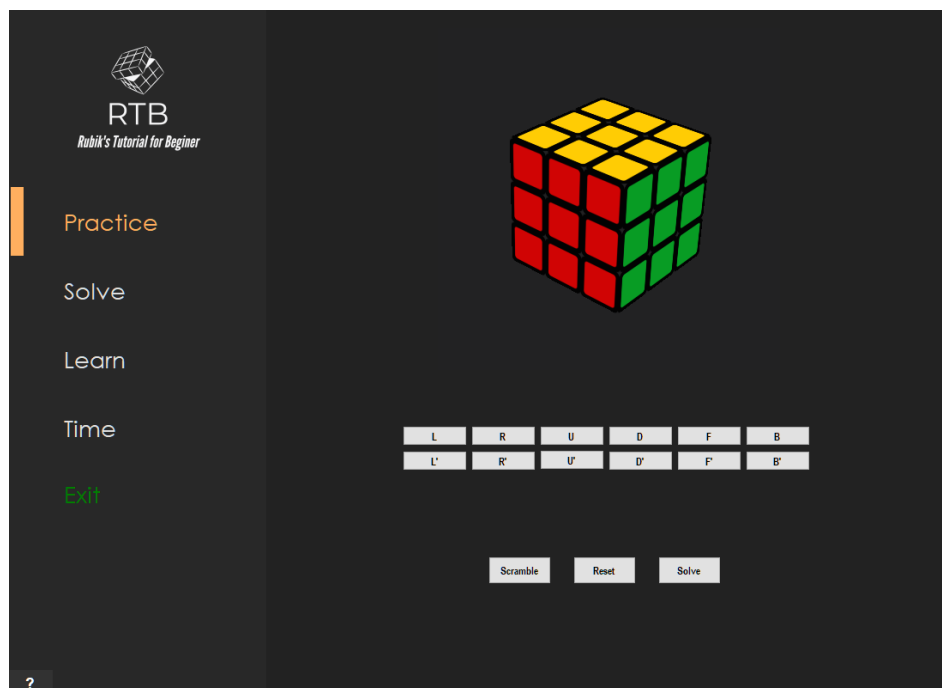 RTB
Rubik's Tutorial for Beginer
Practice
Solve
Learn
Time
Exit
L R U D F B
L' R' U' D' F' B'
Scramble Reset Solve
?